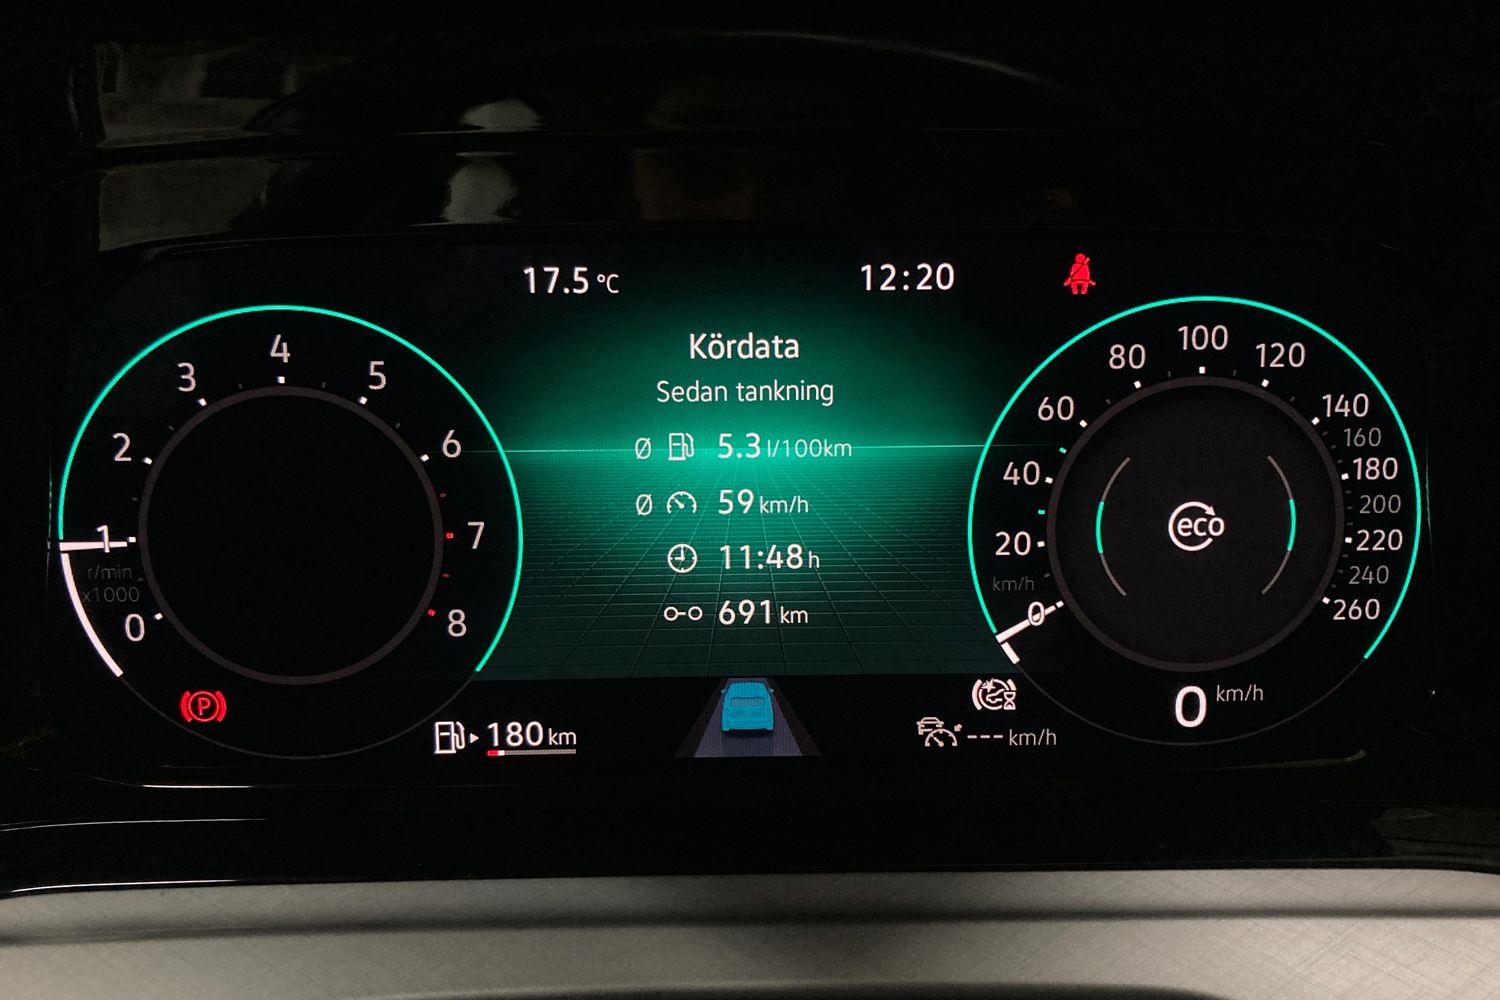 17.5 °C
12:20
Kördata
Sedan tankning
Ø 5.3 l/100km
Ø 59 km/h
11:48 h
691 km
0
1
2
3
4
5
6
7
8
r/min
x1000
P
180 km
--- km/h
0
20
40
60
80
100
120
140
160
180
200
220
240
260
km/h
eco
0 km/h